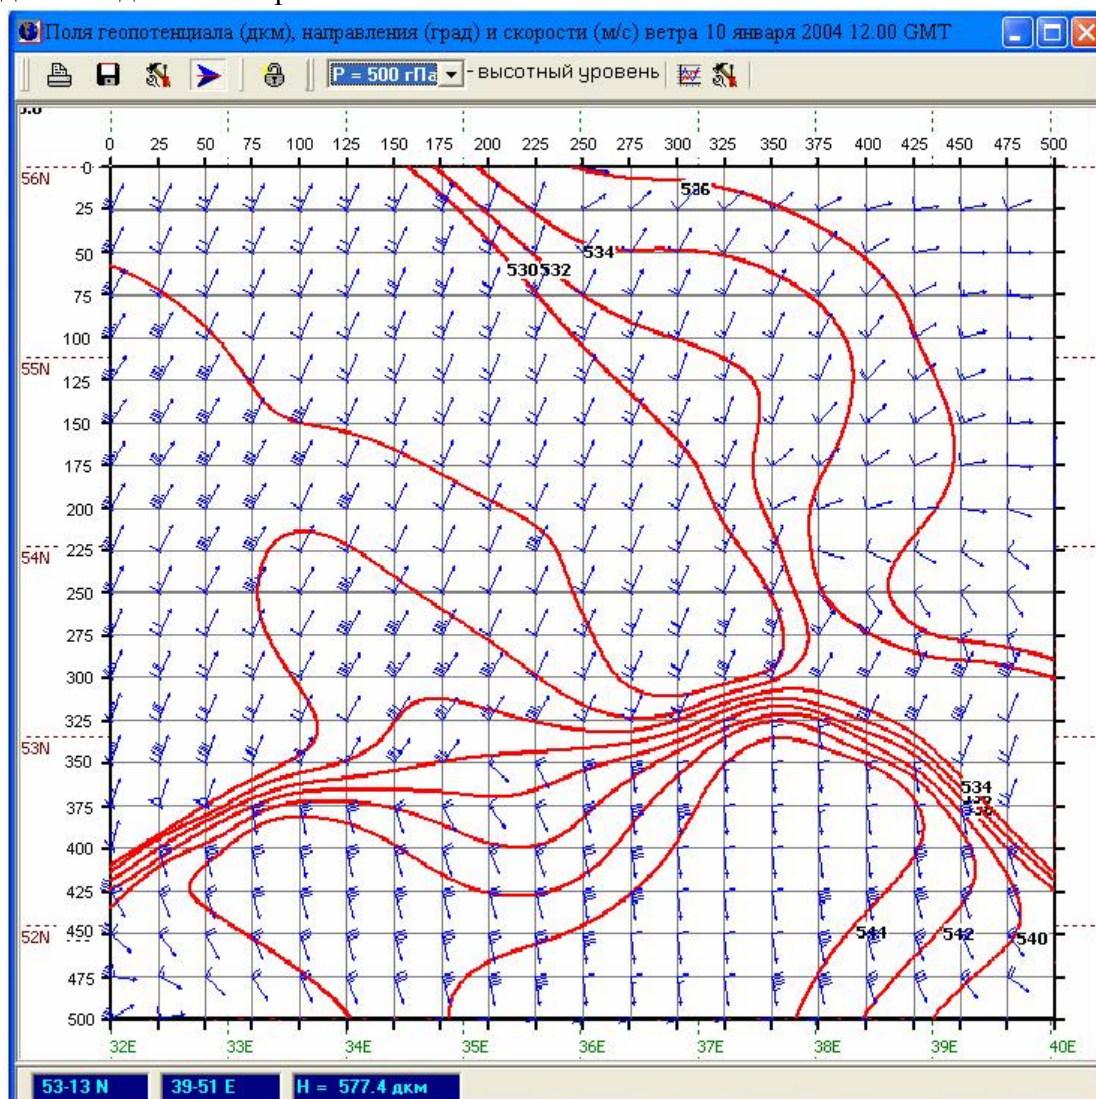 Поля геопотенциала (дкм), направления (град) и скорости (м/с) ветра 10 января 2004 12.00 GMT
P = 500 гПа - высотный уровень
0 25 50 75 100 125 150 175 200 225 250 275 300 325 350 375 400 425 450 475 500
0
56N
536
25
50
534
530 532
75
100
55N
125
150
175
200
225
54N
250
275
300
325
53N
350
534
375
400
425
52N
450
544 542 540
475
500
32E 33E 34E 35E 36E 37E 38E 39E 40E
53-13 N 39-51 E H = 577.4 дкм